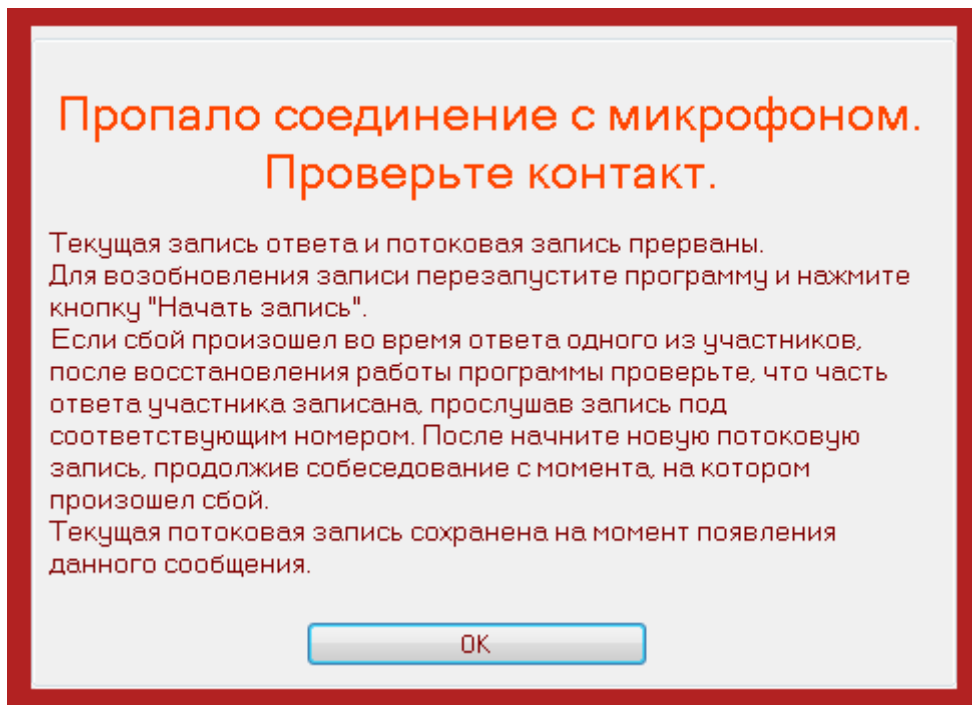 Пропало соединение с микрофоном.
Проверьте контакт.
Текущая запись ответа и потоковая запись прерваны.
Для возобновления записи перезапустите программу и нажмите
кнопку "Начать запись".
Если сбой произошел во время ответа одного из участников,
после восстановления работы программы проверьте, что часть
ответа участника записана, прослушав запись под
соответствующим номером. После начните новую потоковую
запись, продолжив собеседование с момента, на котором
произошел сбой.
Текущая потоковая запись сохранена на момент появления
данного сообщения.
OK